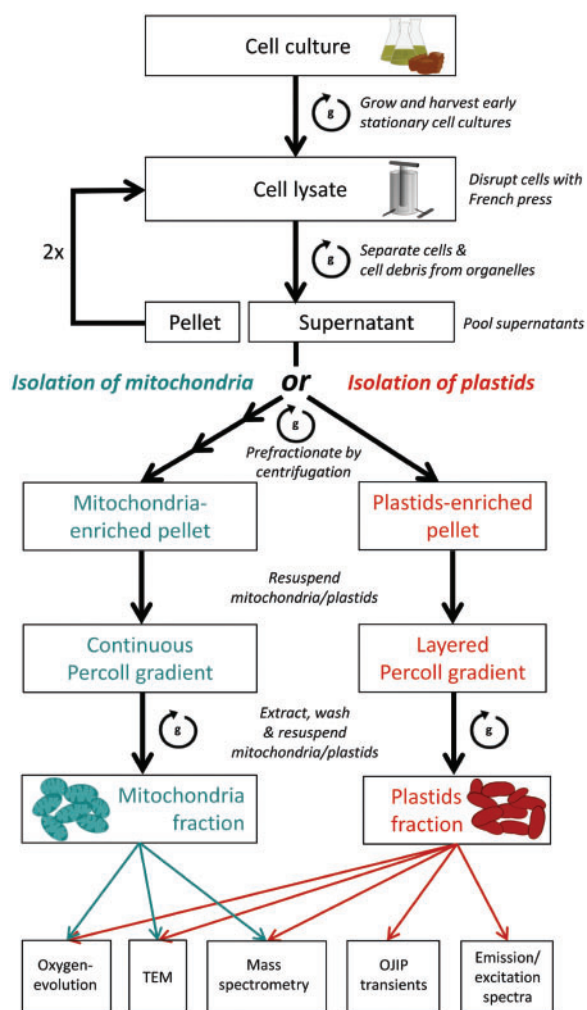 Cell culture
g
Grow and harvest early
stationary cell cultures
Cell lysate
Disrupt cells with
French press
2x
g
Separate cells &
cell debris from organelles
Pellet
Supernatant
Pool supernatants
Isolation of mitochondria or Isolation of plastids
g
Prefractionate by
centrifugation
Mitochondria-
enriched pellet
Plastids-enriched
pellet
Resuspend
mitochondria/plastids
Continuous
Percoll gradient
Layered
Percoll gradient
g
Extract, wash
& resuspend
mitochondria/plastids
g
Mitochondria
fraction
Plastids
fraction
Oxygen-
evolution
TEM
Mass
spectrometry
OJIP
transients
Emission/
excitation
spectra